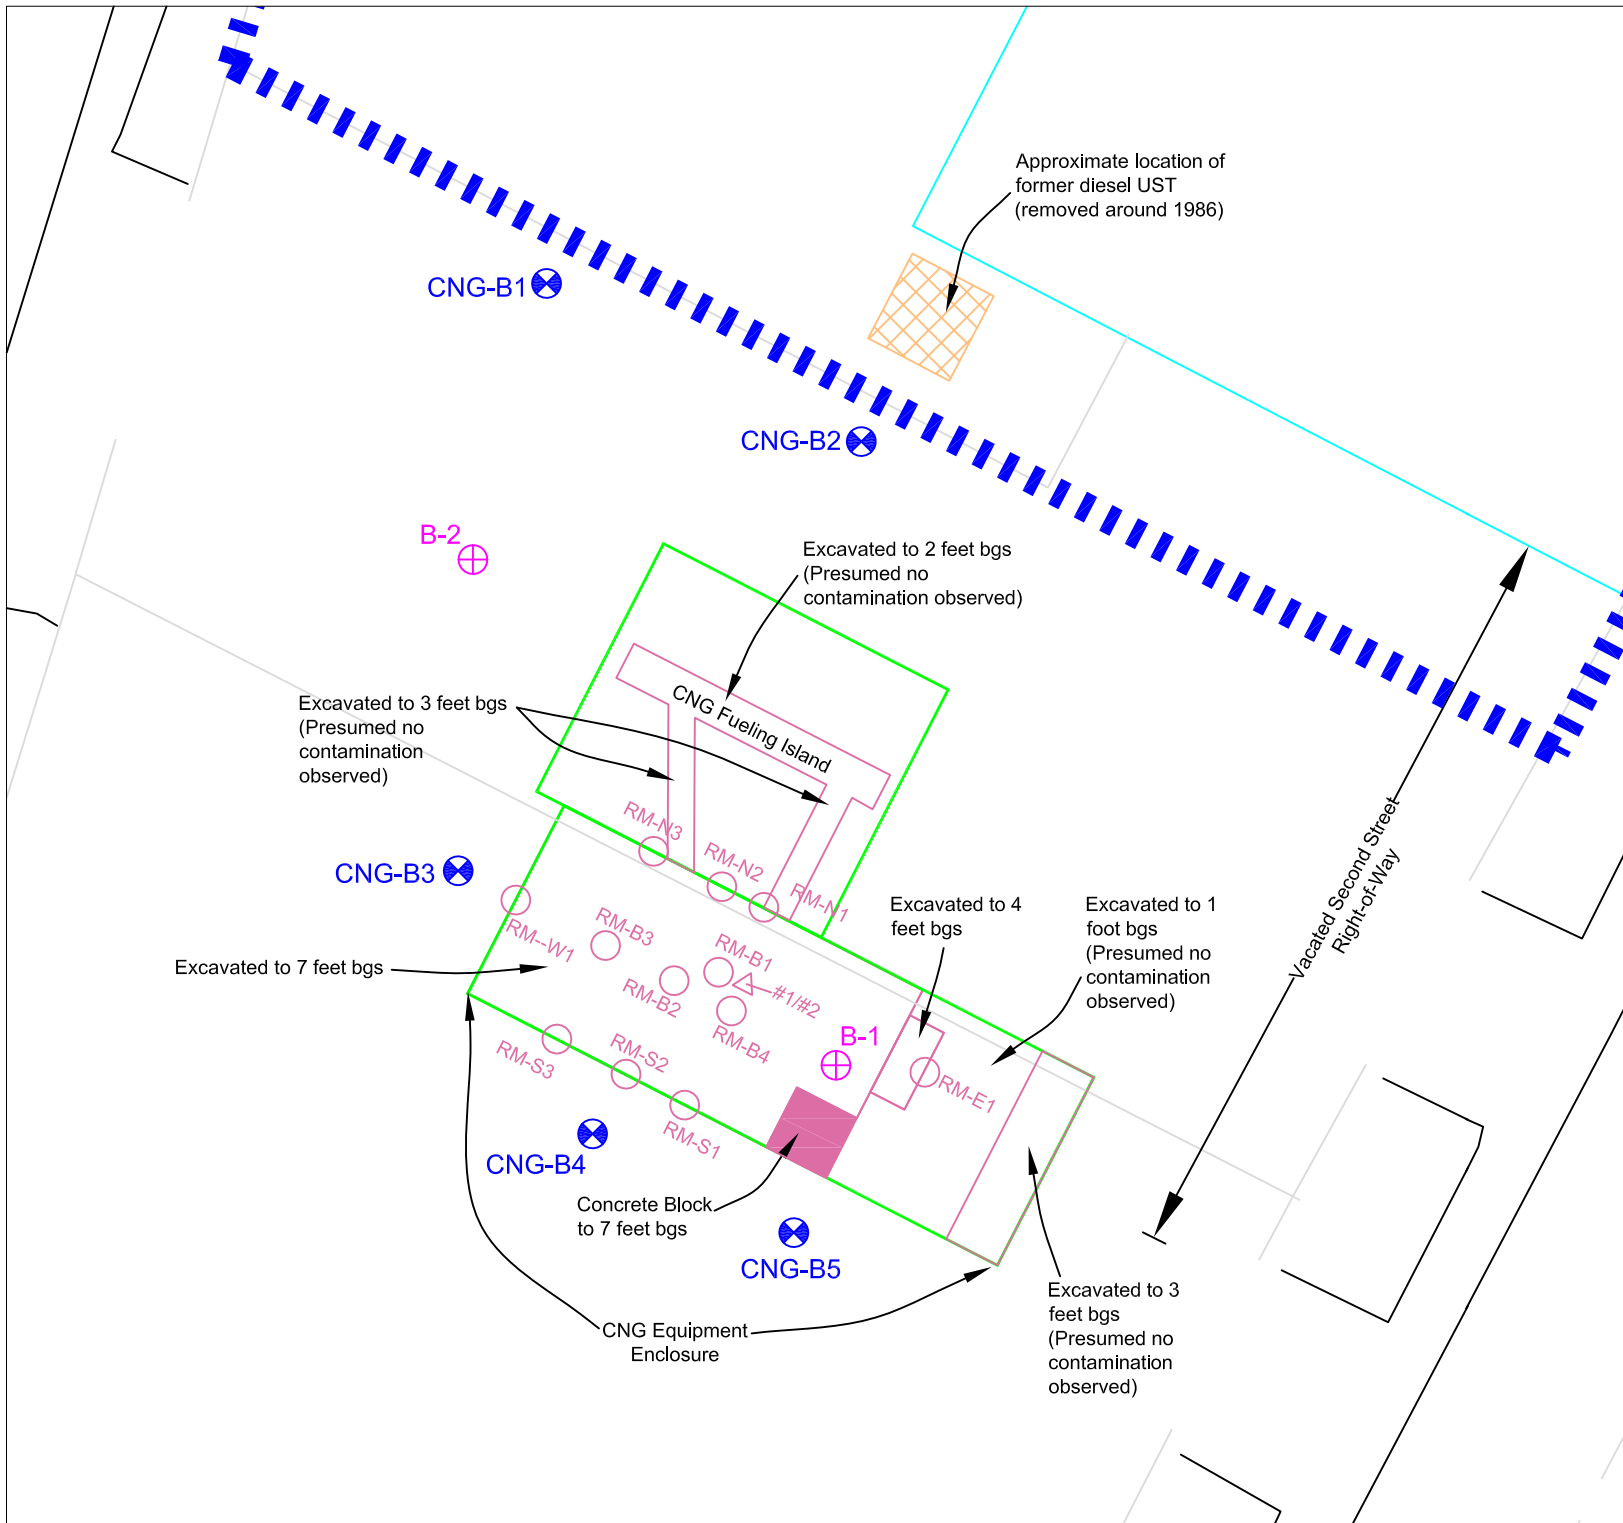 Approximate location of
former diesel UST
(removed around 1986)
CNG-B1
CNG-B2
B-2
Excavated to 2 feet bgs
(Presumed no
contamination observed)
CNG Fueling Island
Excavated to 3 feet bgs
(Presumed no
contamination
observed)
Vacated Second Street
Right-of-Way
RM-N3
RM-N2
RM-N1
CNG-B3
RM--W1
RM-B3
RM-B1
RM-B2
#1/#2
RM-B4
Excavated to 7 feet bgs
Excavated to 4
feet bgs
Excavated to 1
foot bgs
(Presumed no
contamination
observed)
B-1
RM-E1
RM-S3
RM-S2
RM-S1
CNG-B4
Concrete Block
to 7 feet bgs
CNG-B5
Excavated to 3
feet bgs
(Presumed no
contamination
observed)
CNG Equipment
Enclosure